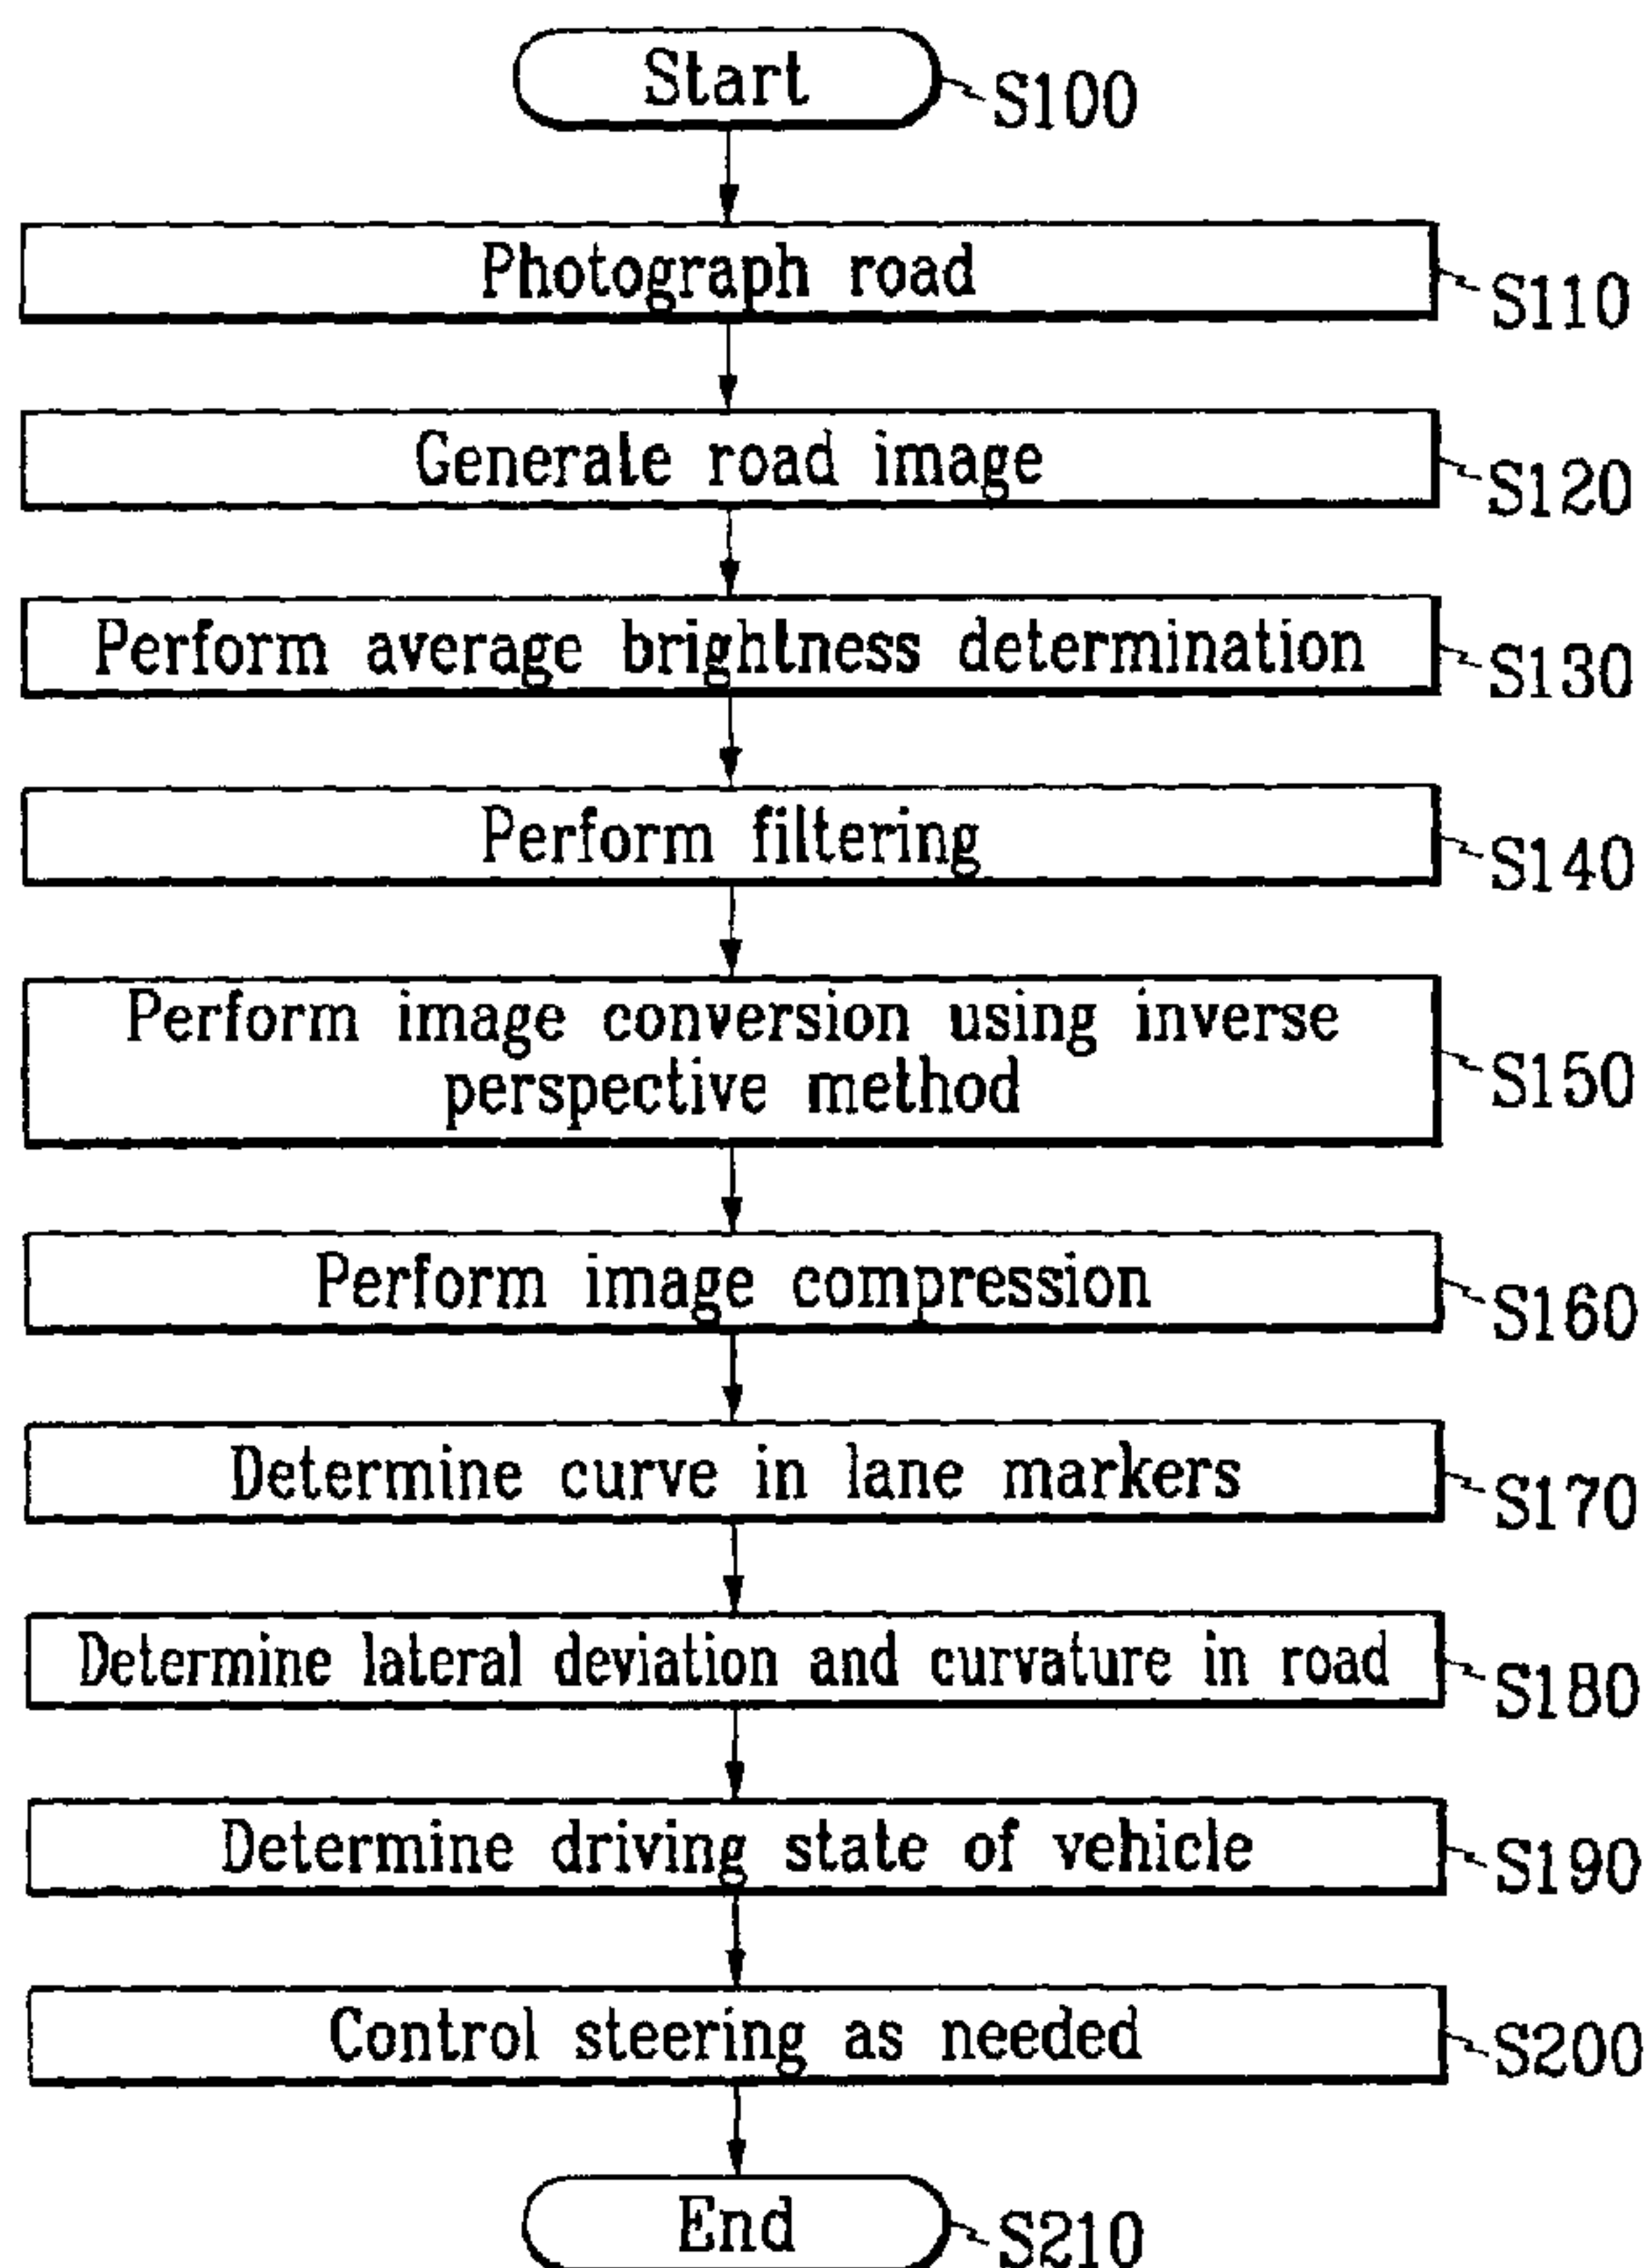 Start
S100
Photograph road
S110
Generate road image
S120
Perform average brightness determination
S130
Perform filtering
S140
Perform image conversion using inverse
perspective method
S150
Perform image compression
S160
Determine curve in lane markers
S170
Determine lateral deviation and curvature in road
S180
Determine driving state of vehicle
S190
Control steering as needed
S200
End
S210